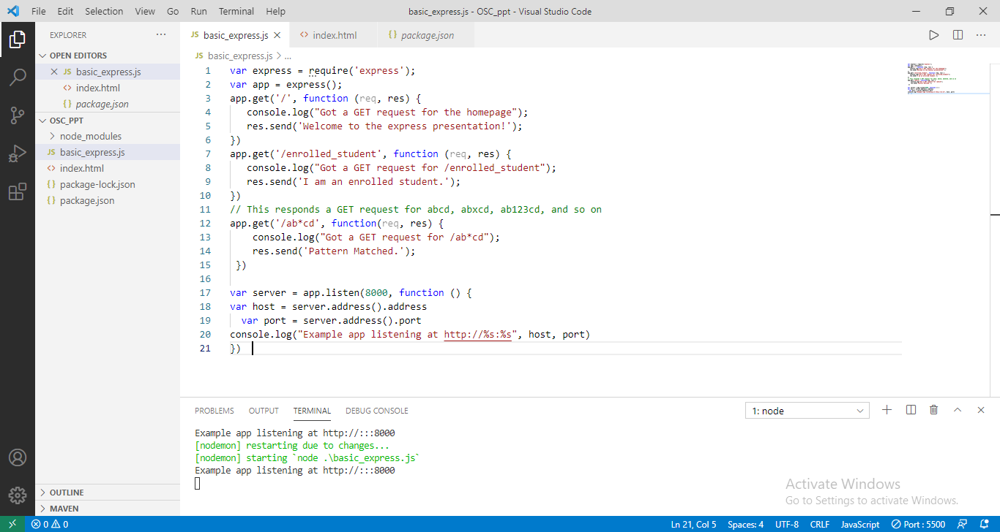 File Edit Selection View Go Run Terminal Help basic_express.js - OSC_ppt - Visual Studio Code
EXPLORER ···
JS basic_express.js × <> index.html {} package.json ···
OPEN EDITORS
× JS basic_express.js
<> index.html
{} package.json
OSC_PPT
> node_modules
JS basic_express.js
<> index.html
{} package-lock.json
{} package.json
> OUTLINE
> MAVEN
JS basic_express.js > ...
1 var express = require('express');
2 var app = express();
3 app.get('/', function (req, res) {
4 console.log("Got a GET request for the homepage");
5 res.send('Welcome to the express presentation!');
6 })
7 app.get('/enrolled_student', function (req, res) {
8 console.log("Got a GET request for /enrolled_student");
9 res.send('I am an enrolled student.');
10 })
11 // This responds a GET request for abcd, abxcd, ab123cd, and so on
12 app.get('/ab*cd', function(req, res) {
13 console.log("Got a GET request for /ab*cd");
14 res.send('Pattern Matched.');
15 })
16
17 var server = app.listen(8000, function () {
18 var host = server.address().address
19 var port = server.address().port
20 console.log("Example app listening at http://%s:%s", host, port)
21 })
PROBLEMS OUTPUT TERMINAL DEBUG CONSOLE 1: node
Example app listening at http://:::8000
[nodemon] restarting due to changes...
[nodemon] starting `node .\basic_express.js`
Example app listening at http://:::8000
Activate Windows
Go to Settings to activate Windows.
0 0 Ln 21, Col 5 Spaces: 4 UTF-8 CRLF JavaScript Port : 5500